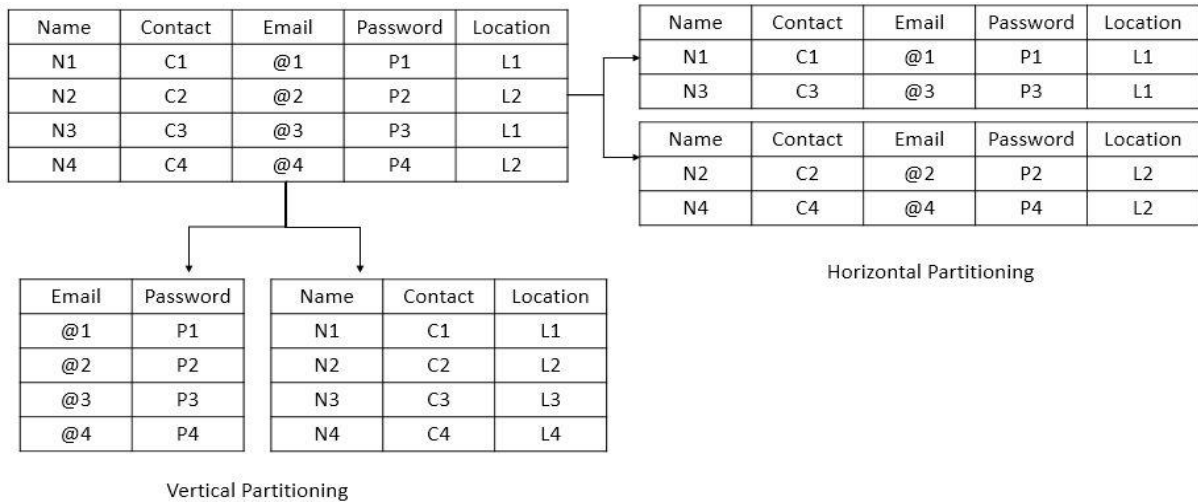 Name Contact Email Password Location
N1 C1 @1 P1 L1
N2 C2 @2 P2 L2
N3 C3 @3 P3 L1
N4 C4 @4 P4 L2
Name Contact Email Password Location
N1 C1 @1 P1 L1
N3 C3 @3 P3 L1
Name Contact Email Password Location
N2 C2 @2 P2 L2
N4 C4 @4 P4 L2
Horizontal Partitioning
Email Password
@1 P1
@2 P2
@3 P3
@4 P4
Name Contact Location
N1 C1 L1
N2 C2 L2
N3 C3 L3
N4 C4 L4
Vertical Partitioning